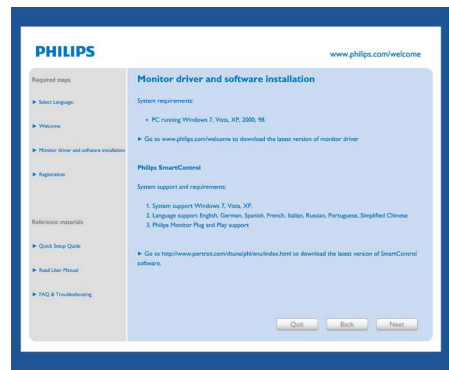 PHILIPS
www.philips.com/welcome
Required steps
► Select Language:
► Welcome
► Monitor driver and software installation
► Registration
Reference materials
► Quick Setup Quide
► Read User Manual
► FAQ & Troubleshooting
Monitor driver and software installation
System requirements:
• PC running Windows 7, Vista, XP, 2000, 98.
► Go to www.philips.com/welcome to download the latest version of monitor driver
Philips SmartControl
System support and requirements:
1. System support Windows 7, Vista, XP.
2. Language support English, German, Spanish, French, Italian, Russian, Portuguese, Simplified Chinese
3. Philips Monitor Plug and Play support
► Go to http://www.portrait.com/dtune/phl/enu/index.html to download the latest version of SmartControl
software.
Quit
Back
Next